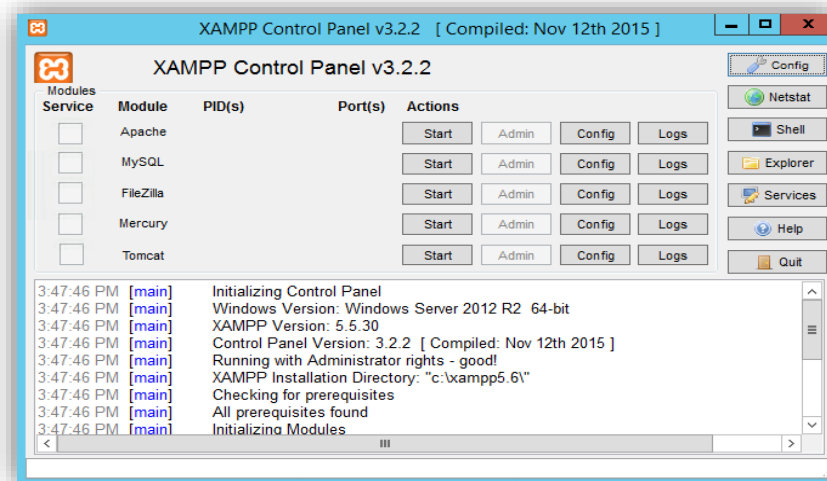 XAMPP Control Panel v3.2.2 [ Compiled: Nov 12th 2015 ]
XAMPP Control Panel v3.2.2
Config
Modules
Service Module PID(s) Port(s) Actions
Netstat
Apache Start Admin Config Logs
Shell
MySQL Start Admin Config Logs
Explorer
FileZilla Start Admin Config Logs
Services
Mercury Start Admin Config Logs
Help
Tomcat Start Admin Config Logs
Quit
3:47:46 PM [main] Initializing Control Panel
3:47:46 PM [main] Windows Version: Windows Server 2012 R2 64-bit
3:47:46 PM [main] XAMPP Version: 5.5.30
3:47:46 PM [main] Control Panel Version: 3.2.2 [ Compiled: Nov 12th 2015 ]
3:47:46 PM [main] Running with Administrator rights - good!
3:47:46 PM [main] XAMPP Installation Directory: "c:\xampp5.6\"
3:47:46 PM [main] Checking for prerequisites
3:47:46 PM [main] All prerequisites found
3:47:46 PM [main] Initializing Modules